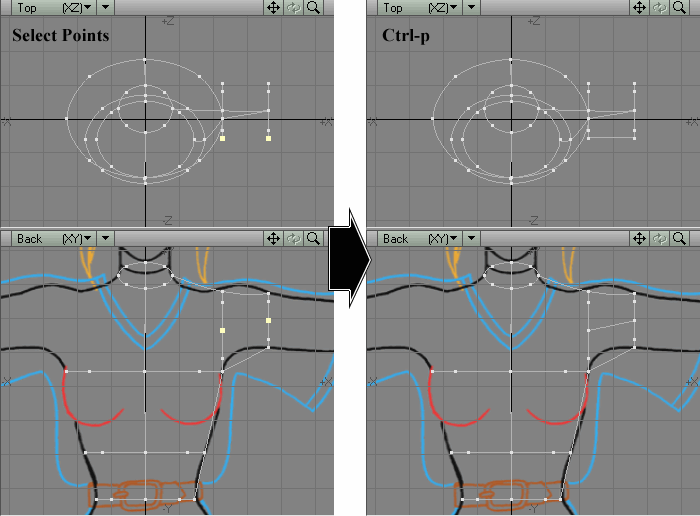 Top (XZ) Top (XZ)
Select Points Ctrl-p
+Z +Z
-X +X -X +X
-Z -Z
Back (XY) Back (XY)
-X +X -X +X
-Y -Y